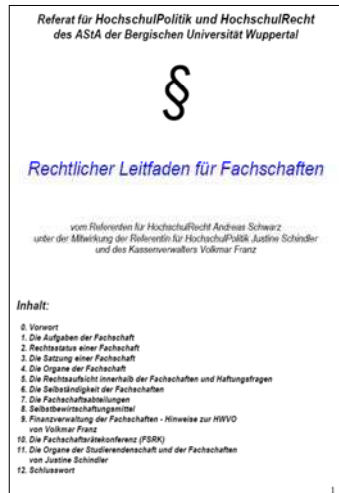 Referat für HochschulPolitik und HochschulRecht
des AStA der Bergischen Universität Wuppertal
§
Rechtlicher Leitfaden für Fachschaften
vom Referenten für HochschulRecht Andreas Schwarz
unter der Mitwirkung der Referentin für HochschulPolitik Justine Schindler
und des Kassenverwalters Volkmar Franz
Inhalt:
0. Vorwort
1. Die Aufgaben der Fachschaft
2. Rechtsstatus einer Fachschaft
3. Die Satzung einer Fachschaft
4. Die Organe der Fachschaft
5. Die Rechtsaufsicht innerhalb der Fachschaften und Haftungsfragen
6. Die Selbständigkeit der Fachschaften
7. Die Fachschaftsabteilungen
8. Selbstbewirtschaftungsmittel
9. Finanzverwaltung der Fachschaften - Hinweise zur HWVO
von Volkmar Franz
10. Die Fachschaftsrätekonferenz (FSRK)
11. Die Organe der Studierendenschaft und der Fachschaften
von Justine Schindler
12. Schlusswort
1